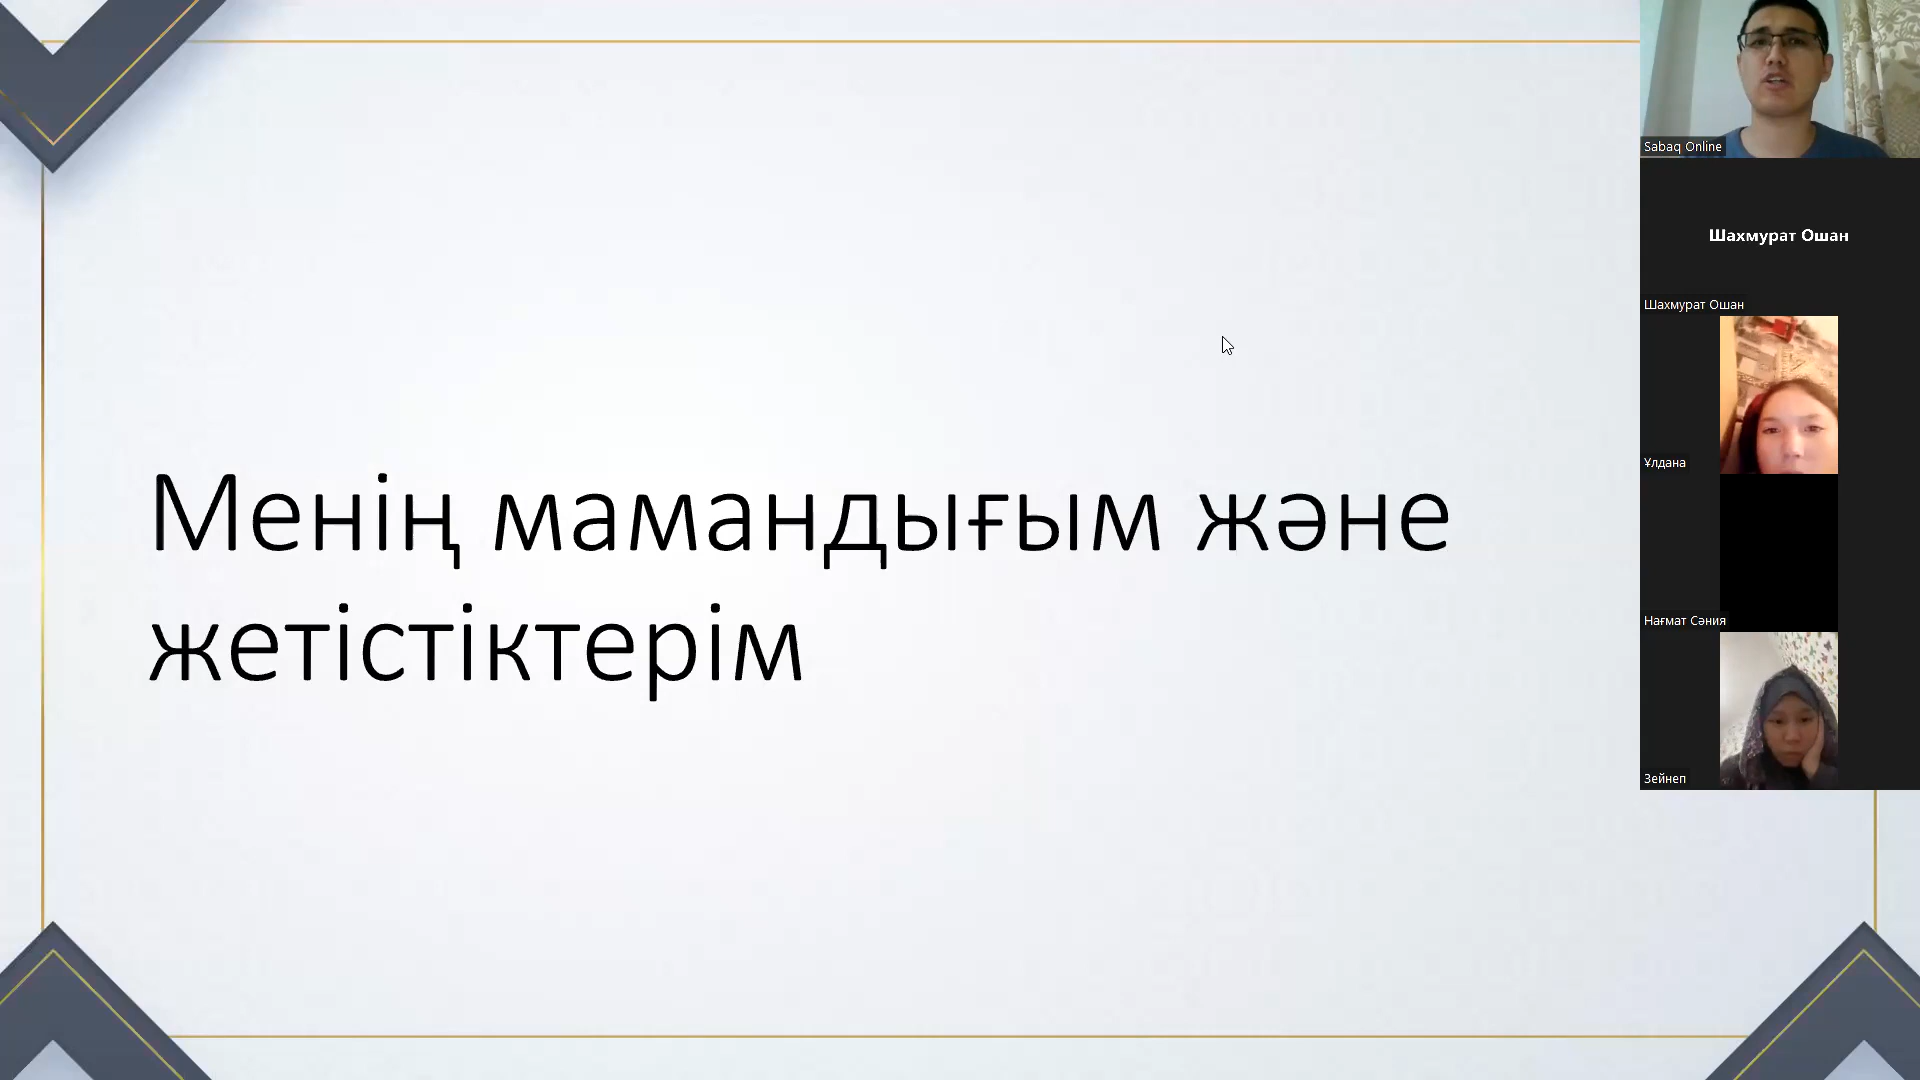 Менің мамандығым және
жетістіктерім
Sabaq Online
Шахмурат Ошан
Шахмурат Ошан
Ұлдана
Нағмат Сәния
Зейнеп